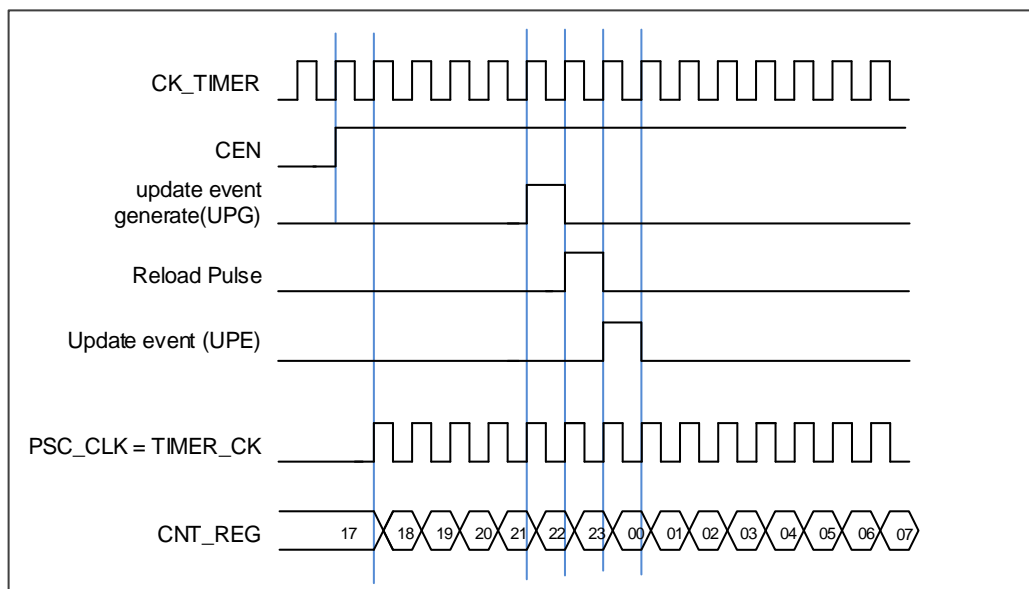 CK_TIMER
CEN
update event
generate(UPG)
Reload Pulse
Update event (UPE)
PSC_CLK = TIMER_CK
CNT_REG 17 18 19 20 21 22 23 00 01 02 03 04 05 06 07